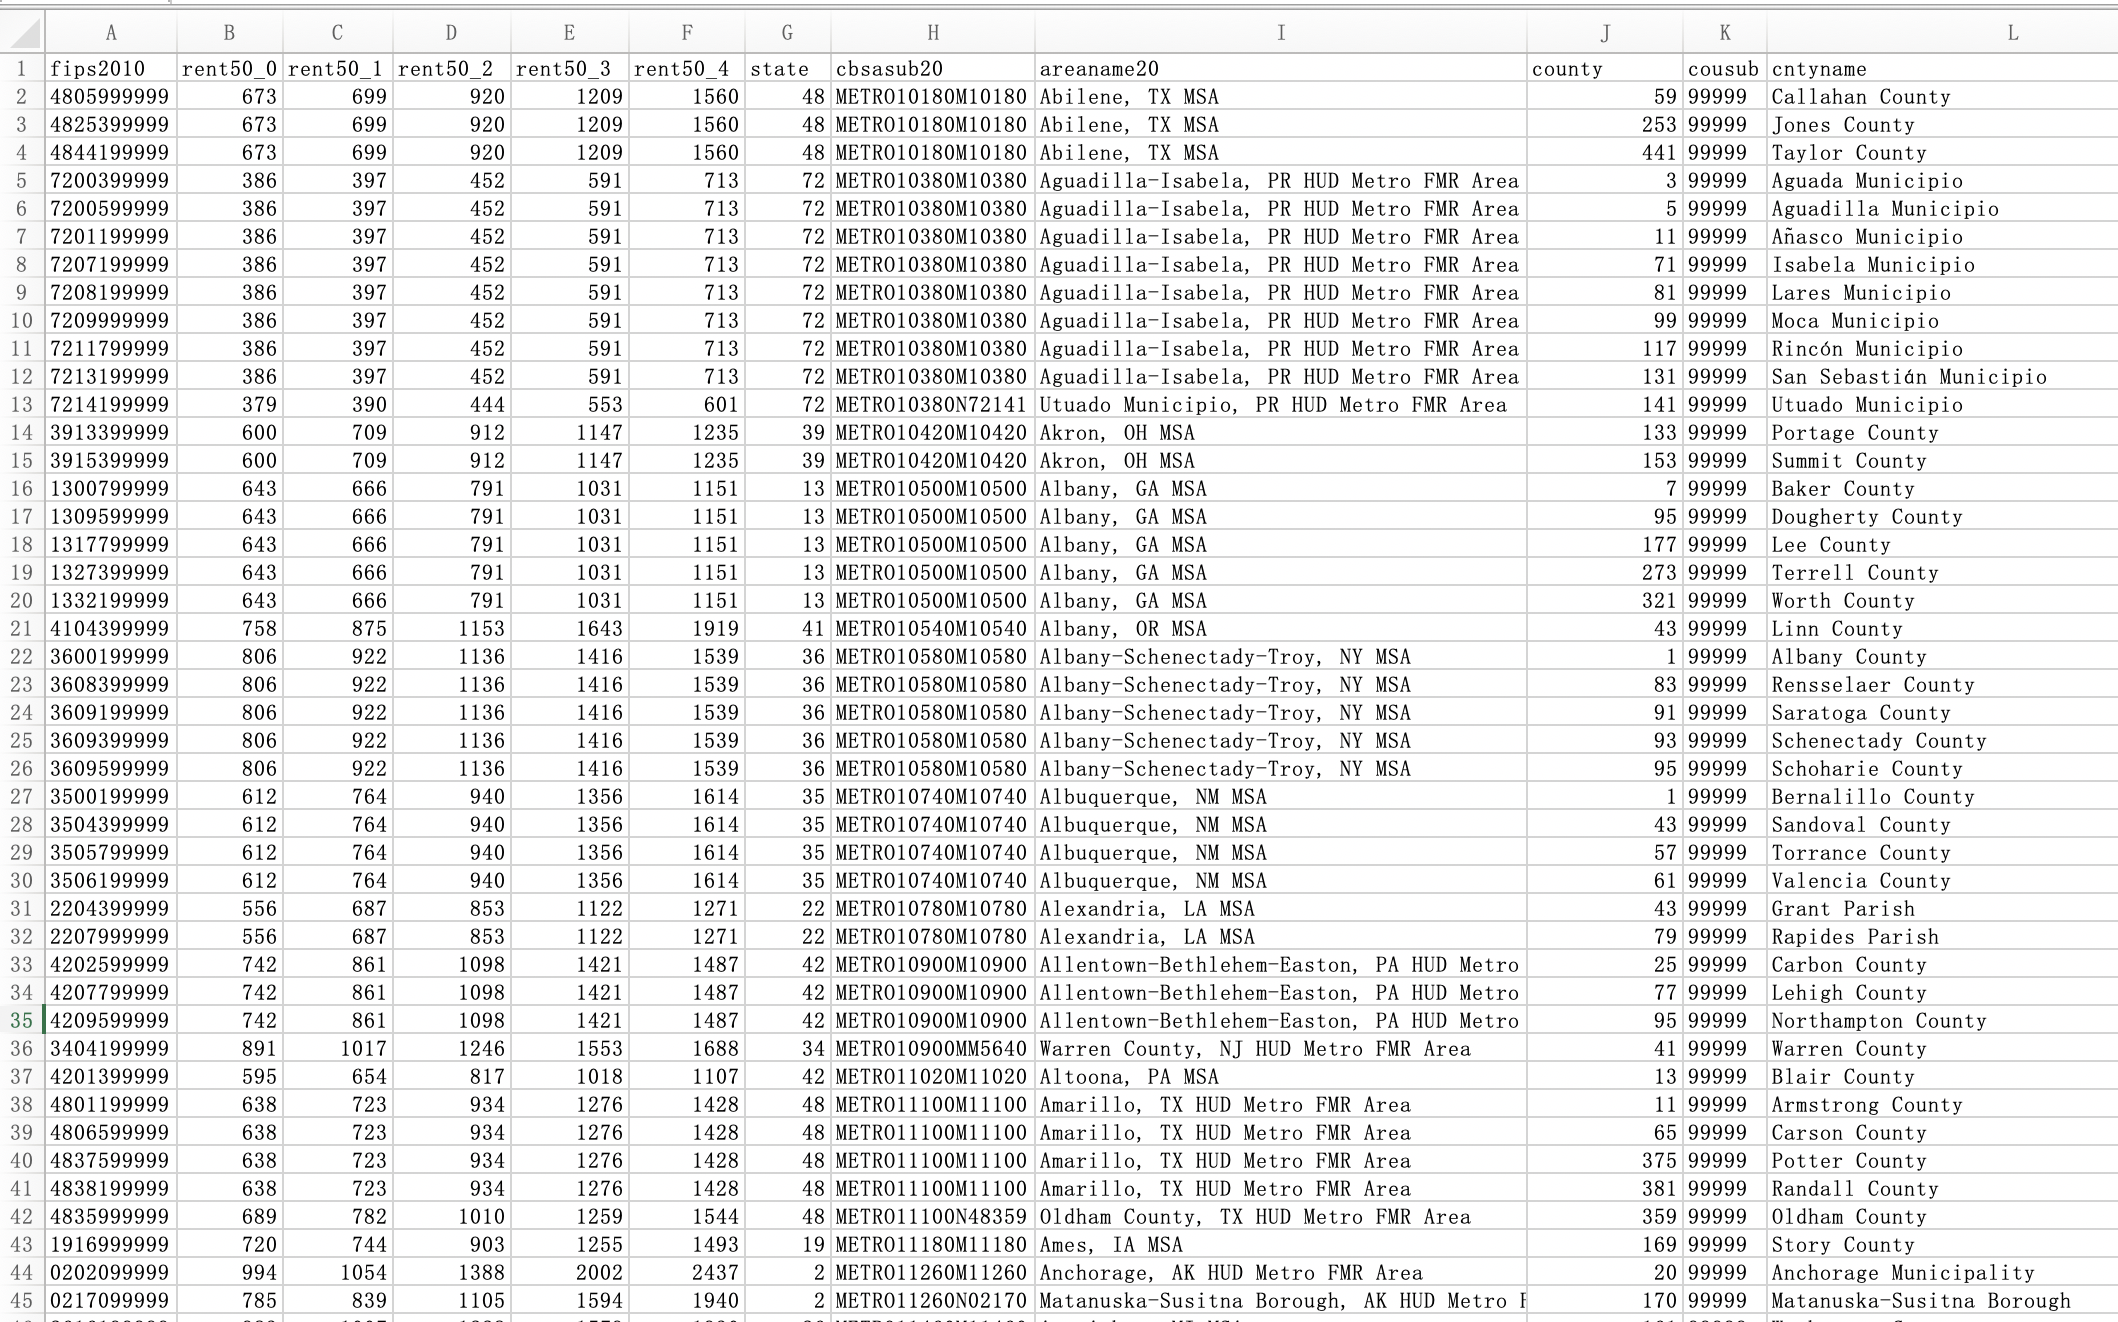 A B C D E F G H I J K L
1 fips2010 rent50_0 rent50_1 rent50_2 rent50_3 rent50_4 state cbsasub20 areaname20 county cousub cntyname
2 4805999999 673 699 920 1209 1560 48 METRO10180M10180 Abilene, TX MSA 59 99999 Callahan County
3 4825399999 673 699 920 1209 1560 48 METRO10180M10180 Abilene, TX MSA 253 99999 Jones County
4 4844199999 673 699 920 1209 1560 48 METRO10180M10180 Abilene, TX MSA 441 99999 Taylor County
5 7200399999 386 397 452 591 713 72 METRO10380M10380 Aguadilla-Isabela, PR HUD Metro FMR Area 3 99999 Aguada Municipio
6 7200599999 386 397 452 591 713 72 METRO10380M10380 Aguadilla-Isabela, PR HUD Metro FMR Area 5 99999 Aguadilla Municipio
7 7201199999 386 397 452 591 713 72 METRO10380M10380 Aguadilla-Isabela, PR HUD Metro FMR Area 11 99999 Añasco Municipio
8 7207199999 386 397 452 591 713 72 METRO10380M10380 Aguadilla-Isabela, PR HUD Metro FMR Area 71 99999 Isabela Municipio
9 7208199999 386 397 452 591 713 72 METRO10380M10380 Aguadilla-Isabela, PR HUD Metro FMR Area 81 99999 Lares Municipio
10 7209999999 386 397 452 591 713 72 METRO10380M10380 Aguadilla-Isabela, PR HUD Metro FMR Area 99 99999 Moca Municipio
11 7211799999 386 397 452 591 713 72 METRO10380M10380 Aguadilla-Isabela, PR HUD Metro FMR Area 117 99999 Rincón Municipio
12 7213199999 386 397 452 591 713 72 METRO10380M10380 Aguadilla-Isabela, PR HUD Metro FMR Area 131 99999 San Sebastián Municipio
13 7214199999 379 390 444 553 601 72 METRO10380N72141 Utuado Municipio, PR HUD Metro FMR Area 141 99999 Utuado Municipio
14 3913399999 600 709 912 1147 1235 39 METRO10420M10420 Akron, OH MSA 133 99999 Portage County
15 3915399999 600 709 912 1147 1235 39 METRO10420M10420 Akron, OH MSA 153 99999 Summit County
16 1300799999 643 666 791 1031 1151 13 METRO10500M10500 Albany, GA MSA 7 99999 Baker County
17 1309599999 643 666 791 1031 1151 13 METRO10500M10500 Albany, GA MSA 95 99999 Dougherty County
18 1317799999 643 666 791 1031 1151 13 METRO10500M10500 Albany, GA MSA 177 99999 Lee County
19 1327399999 643 666 791 1031 1151 13 METRO10500M10500 Albany, GA MSA 273 99999 Terrell County
20 1332199999 643 666 791 1031 1151 13 METRO10500M10500 Albany, GA MSA 321 99999 Worth County
21 4104399999 758 875 1153 1643 1919 41 METRO10540M10540 Albany, OR MSA 43 99999 Linn County
22 3600199999 806 922 1136 1416 1539 36 METRO10580M10580 Albany-Schenectady-Troy, NY MSA 1 99999 Albany County
23 3608399999 806 922 1136 1416 1539 36 METRO10580M10580 Albany-Schenectady-Troy, NY MSA 83 99999 Rensselaer County
24 3609199999 806 922 1136 1416 1539 36 METRO10580M10580 Albany-Schenectady-Troy, NY MSA 91 99999 Saratoga County
25 3609399999 806 922 1136 1416 1539 36 METRO10580M10580 Albany-Schenectady-Troy, NY MSA 93 99999 Schenectady County
26 3609599999 806 922 1136 1416 1539 36 METRO10580M10580 Albany-Schenectady-Troy, NY MSA 95 99999 Schoharie County
27 3500199999 612 764 940 1356 1614 35 METRO10740M10740 Albuquerque, NM MSA 1 99999 Bernalillo County
28 3504399999 612 764 940 1356 1614 35 METRO10740M10740 Albuquerque, NM MSA 43 99999 Sandoval County
29 3505799999 612 764 940 1356 1614 35 METRO10740M10740 Albuquerque, NM MSA 57 99999 Torrance County
30 3506199999 612 764 940 1356 1614 35 METRO10740M10740 Albuquerque, NM MSA 61 99999 Valencia County
31 2204399999 556 687 853 1122 1271 22 METRO10780M10780 Alexandria, LA MSA 43 99999 Grant Parish
32 2207999999 556 687 853 1122 1271 22 METRO10780M10780 Alexandria, LA MSA 79 99999 Rapides Parish
33 4202599999 742 861 1098 1421 1487 42 METRO10900M10900 Allentown-Bethlehem-Easton, PA HUD Metro 25 99999 Carbon County
34 4207799999 742 861 1098 1421 1487 42 METRO10900M10900 Allentown-Bethlehem-Easton, PA HUD Metro 77 99999 Lehigh County
35 4209599999 742 861 1098 1421 1487 42 METRO10900M10900 Allentown-Bethlehem-Easton, PA HUD Metro 95 99999 Northampton County
36 3404199999 891 1017 1246 1553 1688 34 METRO10900MM5640 Warren County, NJ HUD Metro FMR Area 41 99999 Warren County
37 4201399999 595 654 817 1018 1107 42 METRO11020M11020 Altoona, PA MSA 13 99999 Blair County
38 4801199999 638 723 934 1276 1428 48 METRO11100M11100 Amarillo, TX HUD Metro FMR Area 11 99999 Armstrong County
39 4806599999 638 723 934 1276 1428 48 METRO11100M11100 Amarillo, TX HUD Metro FMR Area 65 99999 Carson County
40 4837599999 638 723 934 1276 1428 48 METRO11100M11100 Amarillo, TX HUD Metro FMR Area 375 99999 Potter County
41 4838199999 638 723 934 1276 1428 48 METRO11100M11100 Amarillo, TX HUD Metro FMR Area 381 99999 Randall County
42 4835999999 689 782 1010 1259 1544 48 METRO11100N48359 Oldham County, TX HUD Metro FMR Area 359 99999 Oldham County
43 1916999999 720 744 903 1255 1493 19 METRO11180M11180 Ames, IA MSA 169 99999 Story County
44 0202099999 994 1054 1388 2002 2437 2 METRO11260M11260 Anchorage, AK HUD Metro FMR Area 20 99999 Anchorage Municipality
45 0217099999 785 839 1105 1594 1940 2 METRO11260N02170 Matanuska-Susitna Borough, AK HUD Metro 170 99999 Matanuska-Susitna Borough